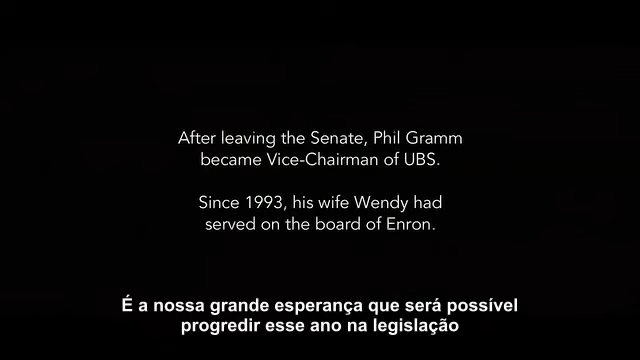 After leaving the Senate, Phil Gramm
became Vice-Chairman of UBS.
Since 1993, his wife Wendy had
served on the board of Enron.
É a nossa grande esperança que será possível
progredir esse ano na legislação